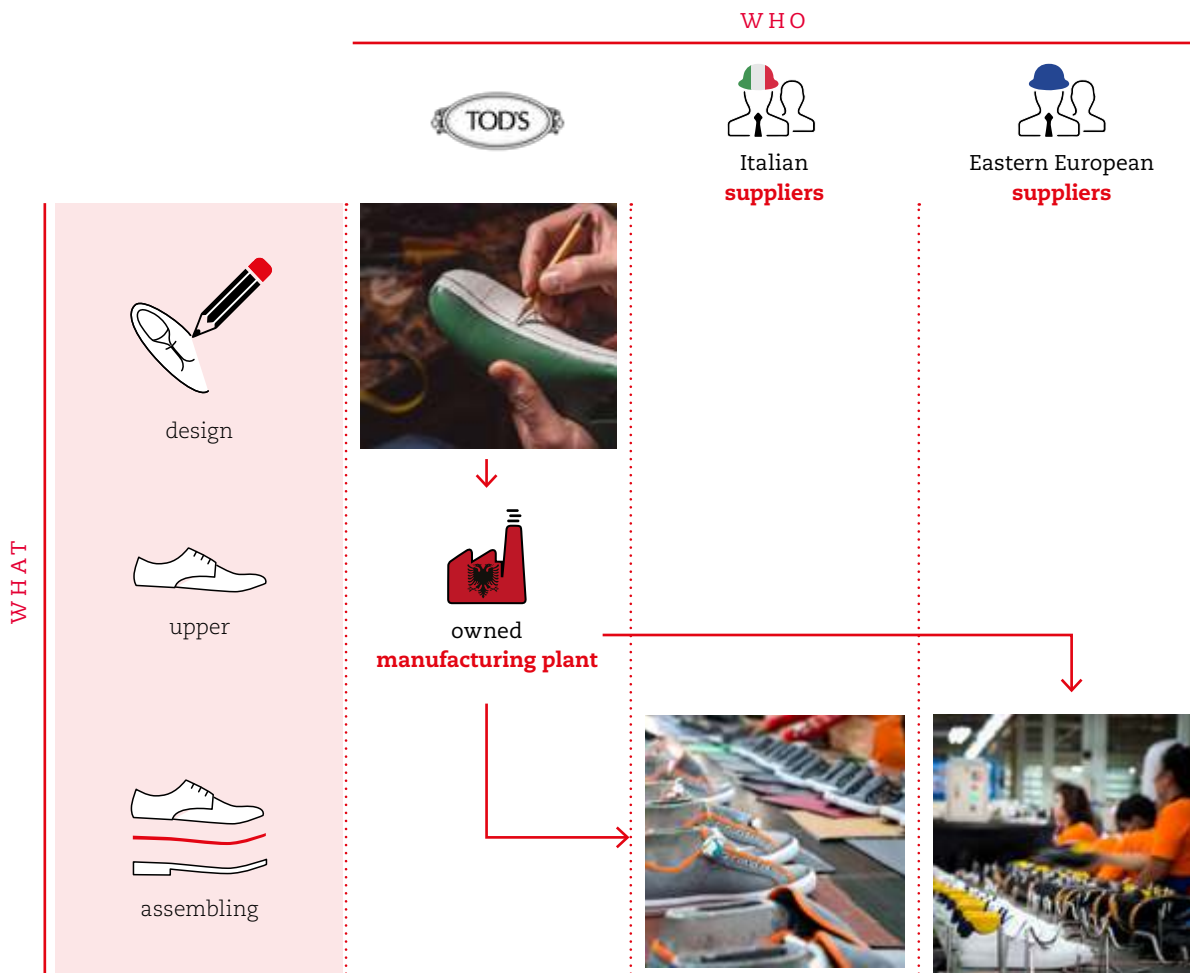 WHO
TOD'S
Italian
suppliers
Eastern European
suppliers
WHAT
design
upper
owned
manufacturing plant
assembling